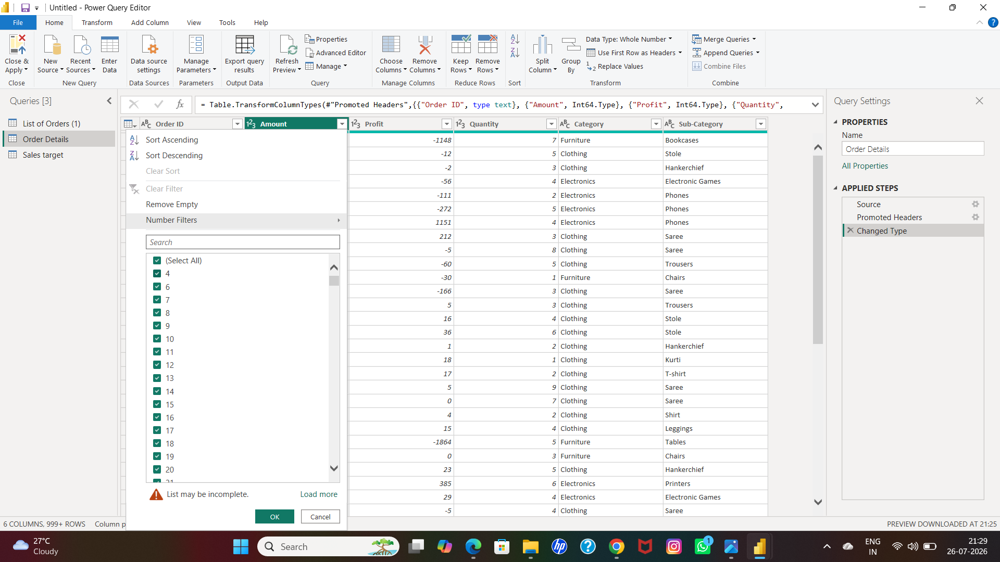 Untitled - Power Query Editor
File Home Transform Add Column View Tools Help
Close & Apply
New Source
Recent Sources
Enter Data
Data source settings
Manage Parameters
Export query results
Refresh Preview
Properties
Advanced Editor
Manage
Choose Columns
Remove Columns
Keep Rows
Remove Rows
Split Column
Group By
Data Type: Whole Number
Use First Row as Headers
Replace Values
Merge Queries
Append Queries
Combine Files
Close New Query Data Sources Parameters Output Data Query Manage Columns Reduce Rows Sort Transform Combine
Queries [3]
List of Orders (1)
Order Details
Sales target
fx = Table.TransformColumnTypes(#"Promoted Headers",{{"Order ID", type text}, {"Amount", Int64.Type}, {"Profit", Int64.Type}, {"Quantity",
ABC Order ID 123 Amount 123 Profit 123 Quantity ABC Category ABC Sub-Category
Sort Ascending
Sort Descending
Clear Sort
Clear Filter
Remove Empty
Number Filters
Search
(Select All)
4
6
7
8
9
10
11
12
13
14
15
16
17
18
19
20
21
List may be incomplete. Load more
OK Cancel
-1148 7 Furniture Bookcases
-12 5 Clothing Stole
-2 3 Clothing Hankerchief
-56 4 Electronics Electronic Games
-111 2 Electronics Phones
-272 5 Electronics Phones
1151 4 Electronics Phones
212 3 Clothing Saree
-5 8 Clothing Saree
-60 5 Clothing Trousers
-30 1 Furniture Chairs
-166 3 Clothing Saree
5 3 Clothing Trousers
16 4 Clothing Stole
36 6 Clothing Stole
1 2 Clothing Hankerchief
18 1 Clothing Kurti
17 2 Clothing T-shirt
5 9 Clothing Saree
0 7 Clothing Saree
4 2 Clothing Shirt
15 4 Clothing Leggings
-1864 5 Furniture Tables
0 3 Furniture Chairs
23 5 Clothing Hankerchief
385 6 Electronics Printers
29 4 Electronics Electronic Games
-5 4 Clothing Saree
Query Settings
PROPERTIES
Name
Order Details
All Properties
APPLIED STEPS
Source
Promoted Headers
Changed Type
6 COLUMNS, 999+ ROWS Column p
PREVIEW DOWNLOADED AT 21:25
27°C
Cloudy
Search
hp
1
ENG
IN
21:29
26-07-2026